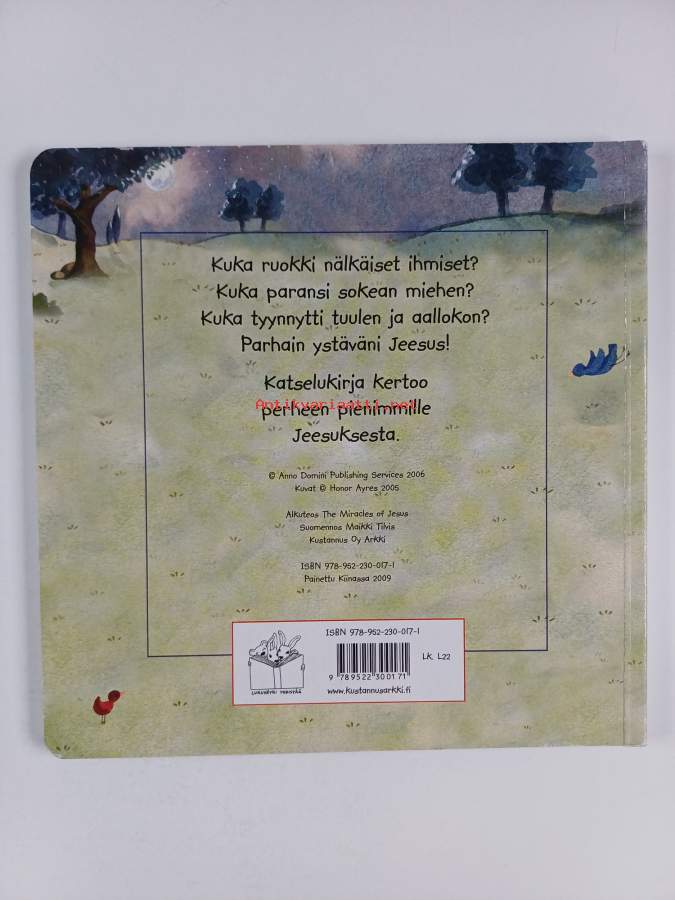 Kuka ruokki nälkäiset ihmiset?
Kuka paransi sokean miehen?
Kuka tyynnytti tuulen ja aallokon?
Parhain ystäväni Jeesus!
Katselukirja kertoo
Antikvariaatti.net
perheen pienimmille
Jeesuksesta.
© Anno Domini Publishing Services 2006
Kuvat © Honor Ayres 2005
Alkuteos The Miracles of Jesus
Suomennos Maikki Tilvis
Kustannus Oy Arkki
ISBN 978-952-230-017-1
Painettu Kiinassa 2009
ISBN 978-952-230-017-1
Lk. L22
9 789522 300171
www.kustannusarkki.fi